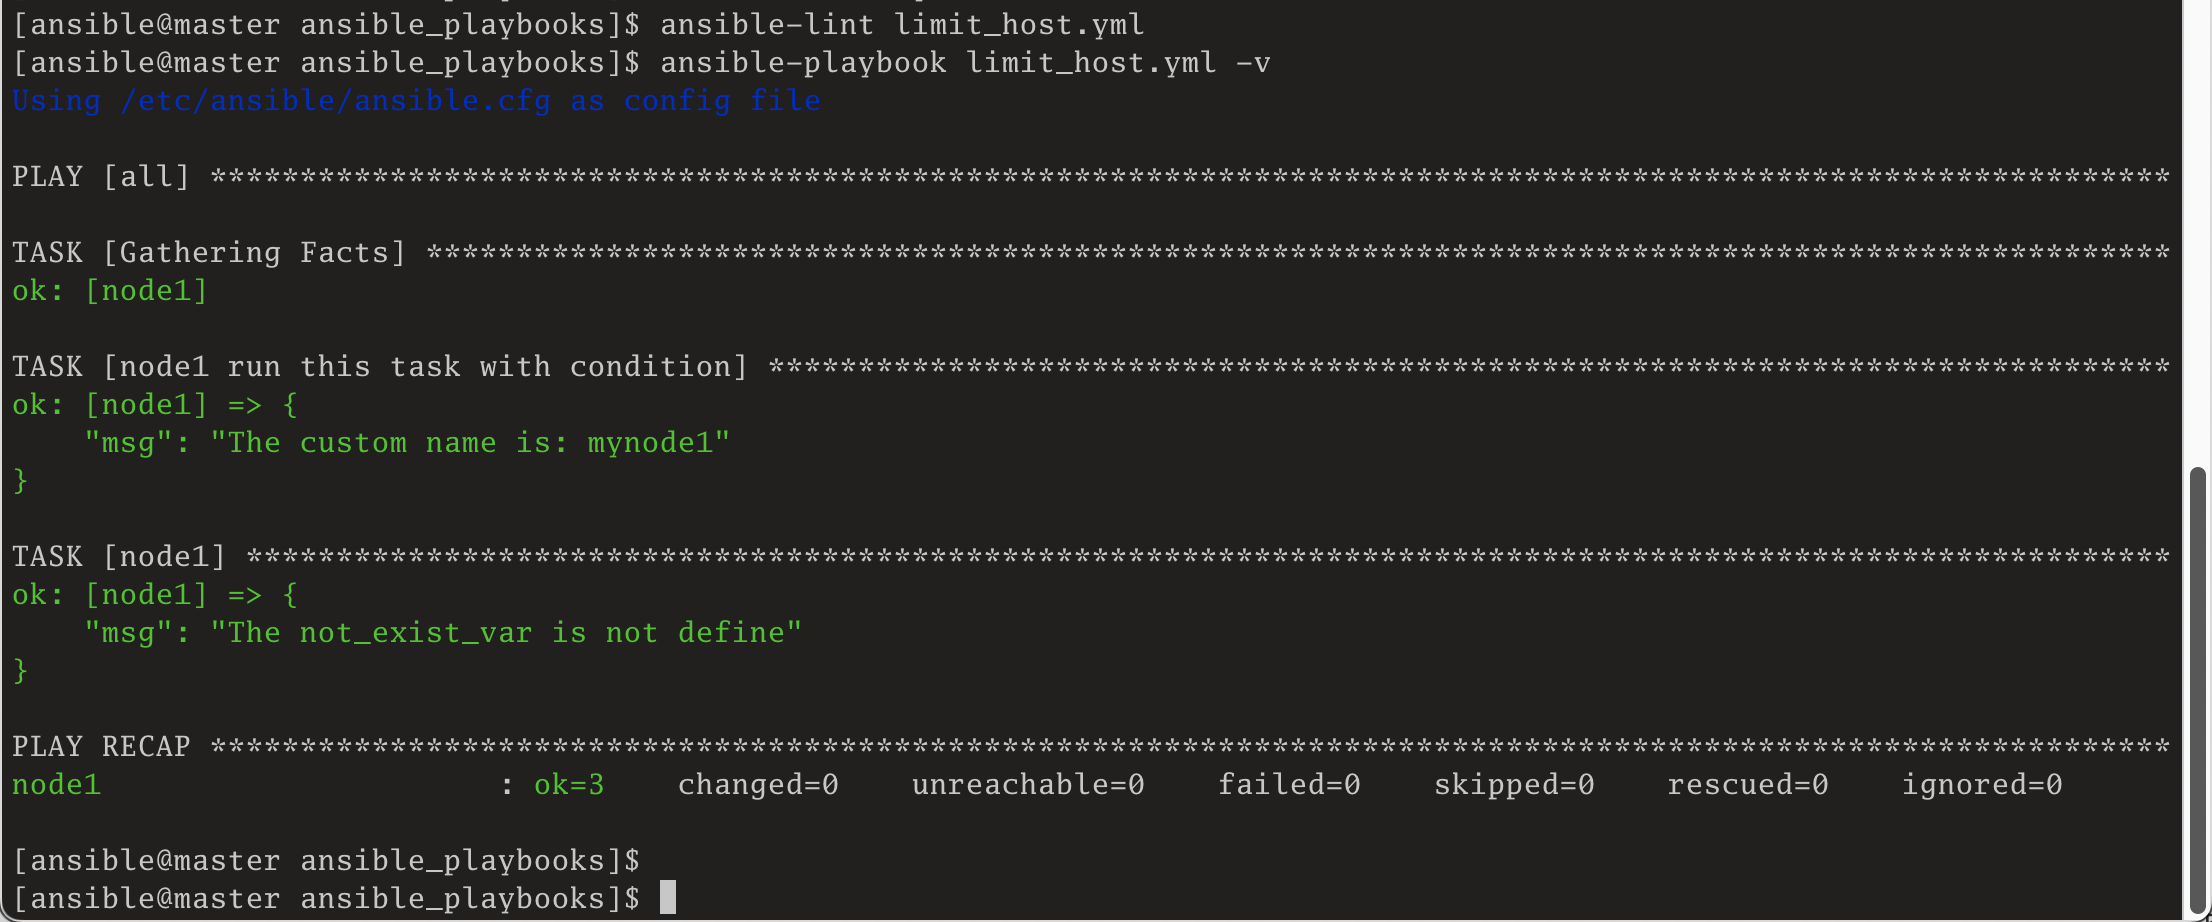 [ansible@master ansible_playbooks]$ ansible-lint limit_host.yml
[ansible@master ansible_playbooks]$ ansible-playbook limit_host.yml -v
Using /etc/ansible/ansible.cfg as config file
PLAY [all] *************************************************************************************************************
TASK [Gathering Facts] *************************************************************************************************
ok: [node1]
TASK [node1 run this task with condition] ******************************************************************************
ok: [node1] => {
    "msg": "The custom name is: mynode1"
}
TASK [node1] ***********************************************************************************************************
ok: [node1] => {
    "msg": "The not_exist_var is not define"
}
PLAY RECAP *************************************************************************************************************
node1                      : ok=3    changed=0    unreachable=0    failed=0    skipped=0    rescued=0    ignored=0
[ansible@master ansible_playbooks]$
[ansible@master ansible_playbooks]$